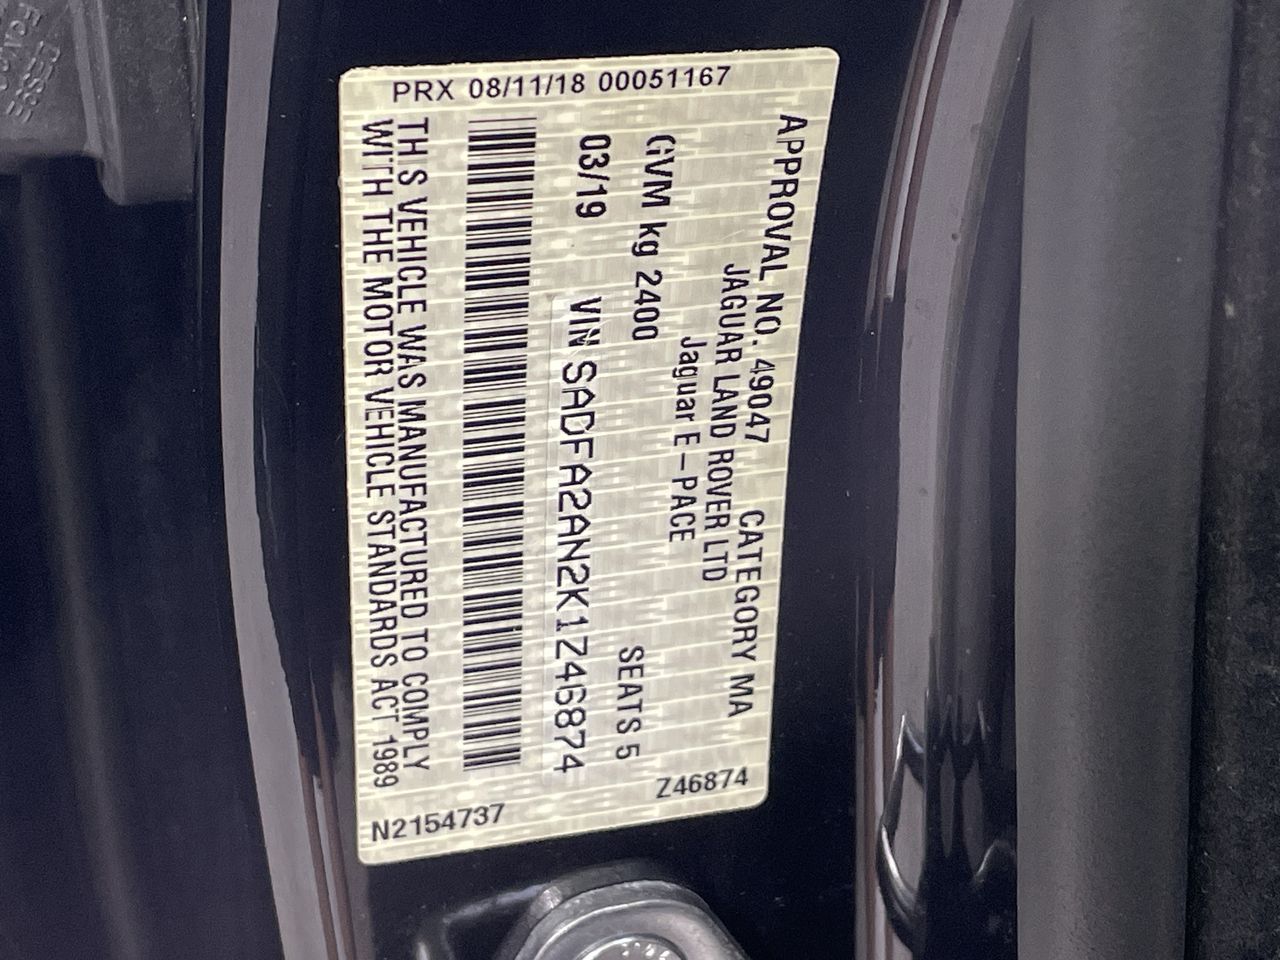 PRX 08/11/18 00051167
APPROVAL NO. 49047 CATEGORY MA
JAGUAR LAND ROVER LTD
Jaguar E-PACE
GVM kg 2400 SEATS 5
03/19 VIN SADFA2AN2K1Z46874
THIS VEHICLE WAS MANUFACTURED TO COMPLY
WITH THE MOTOR VEHICLE STANDARDS ACT 1989
N2154737 Z46874